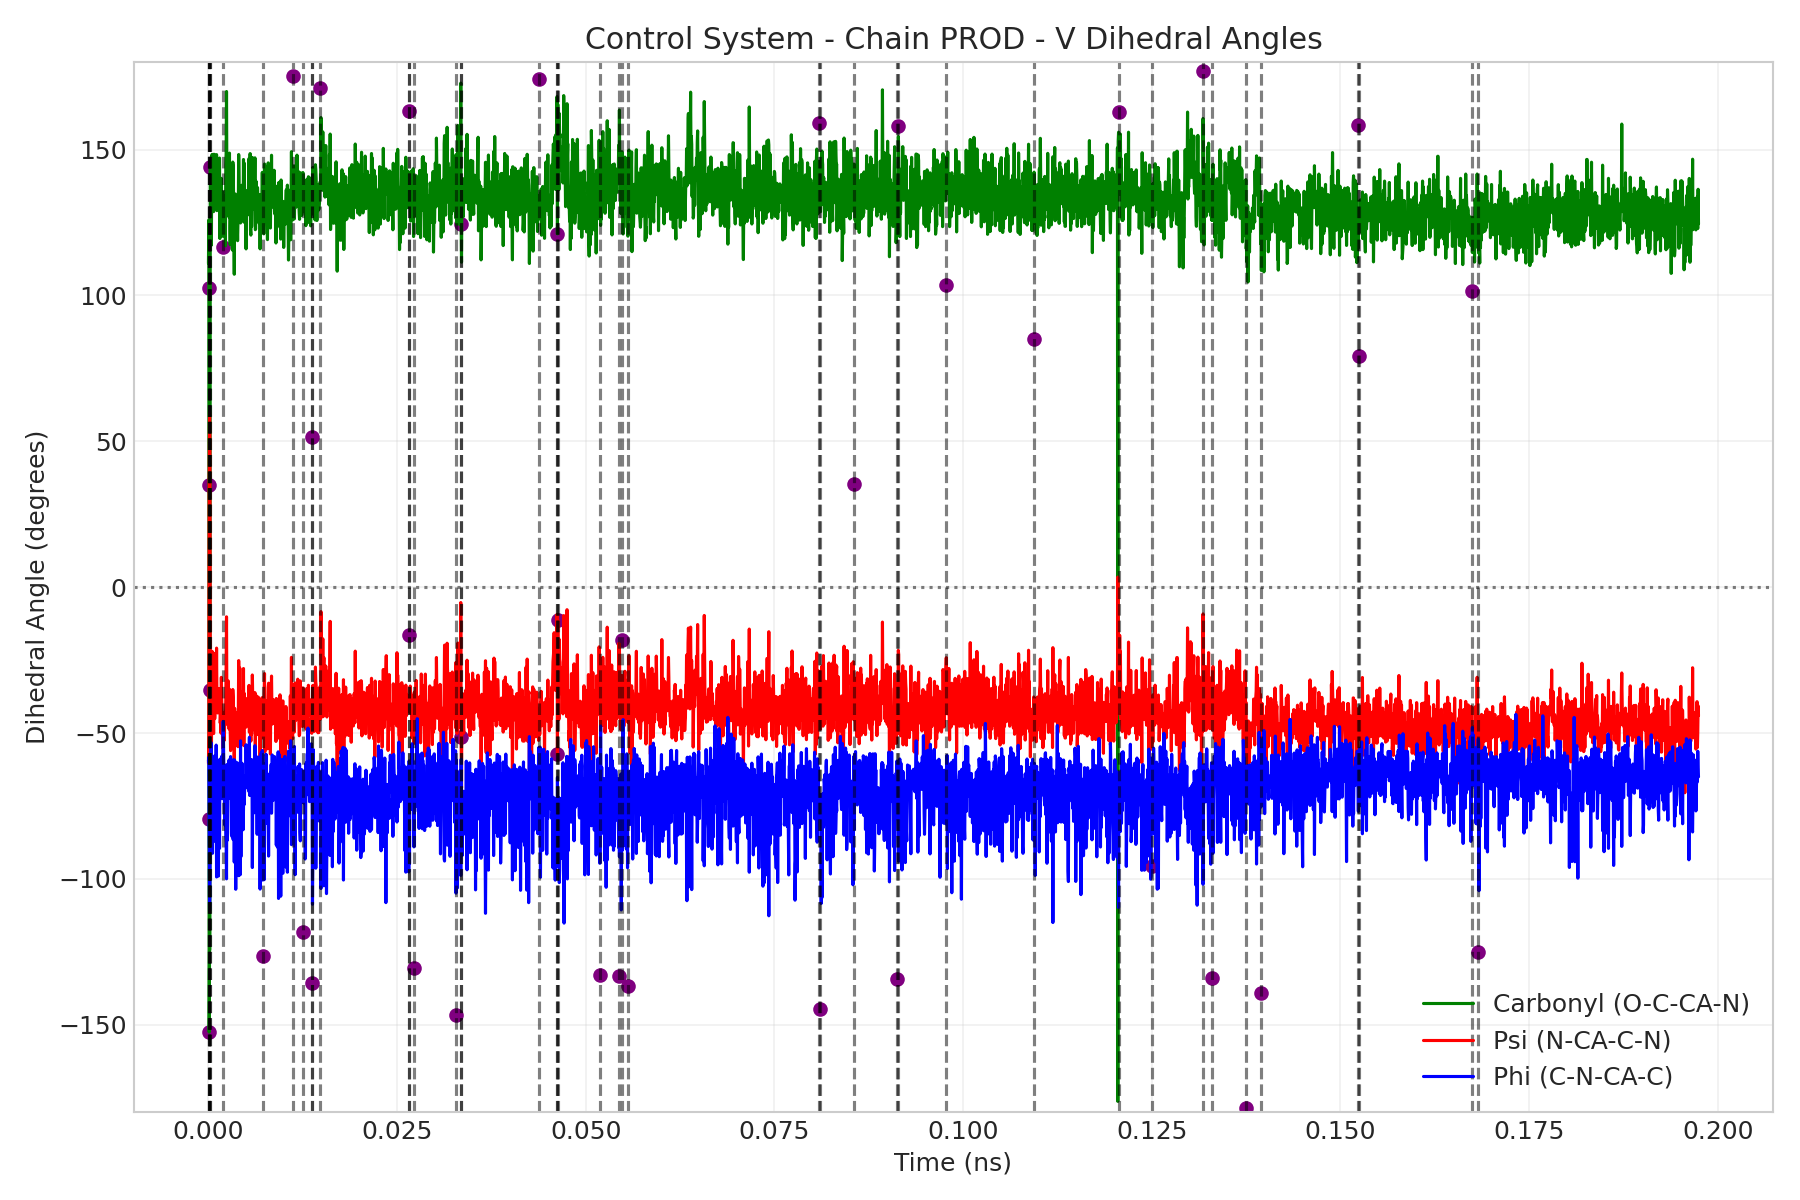 Control System - Chain PROD - V Dihedral Angles
150
100
50
0
−50
−100
−150
Dihedral Angle (degrees)
Carbonyl (O-C-CA-N)
Psi (N-CA-C-N)
Phi (C-N-CA-C)
0.000 0.025 0.050 0.075 0.100 0.125 0.150 0.175 0.200
Time (ns)